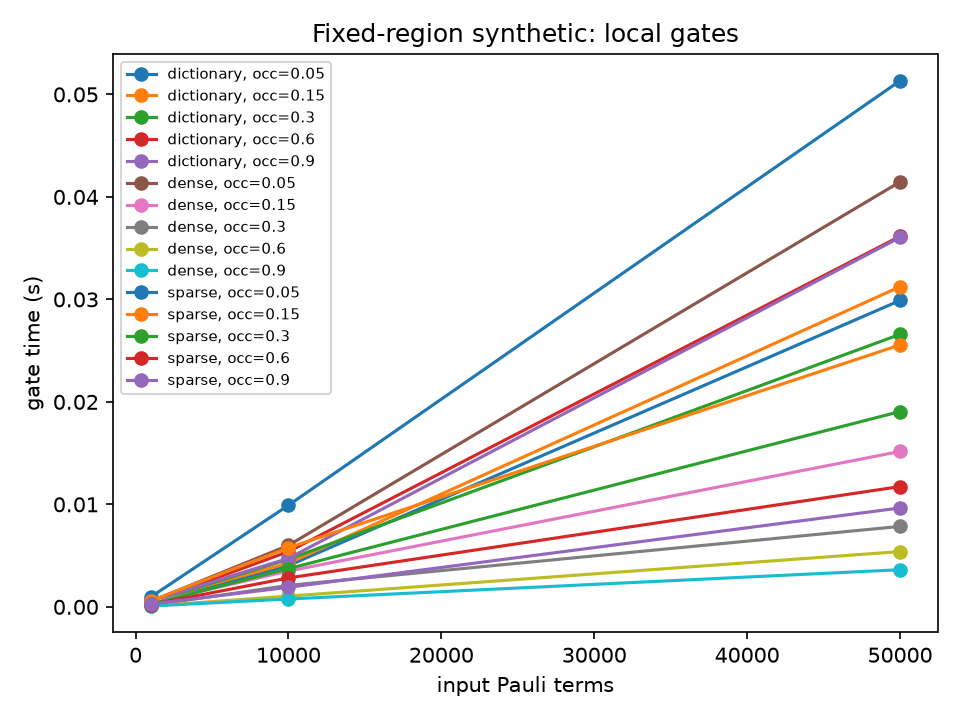 Fixed-region synthetic: local gates
dictionary, occ=0.05
dictionary, occ=0.15
dictionary, occ=0.3
dictionary, occ=0.6
dictionary, occ=0.9
dense, occ=0.05
dense, occ=0.15
dense, occ=0.3
dense, occ=0.6
dense, occ=0.9
sparse, occ=0.05
sparse, occ=0.15
sparse, occ=0.3
sparse, occ=0.6
sparse, occ=0.9
gate time (s)
0.05
0.04
0.03
0.02
0.01
0.00
0
10000
20000
30000
40000
50000
input Pauli terms